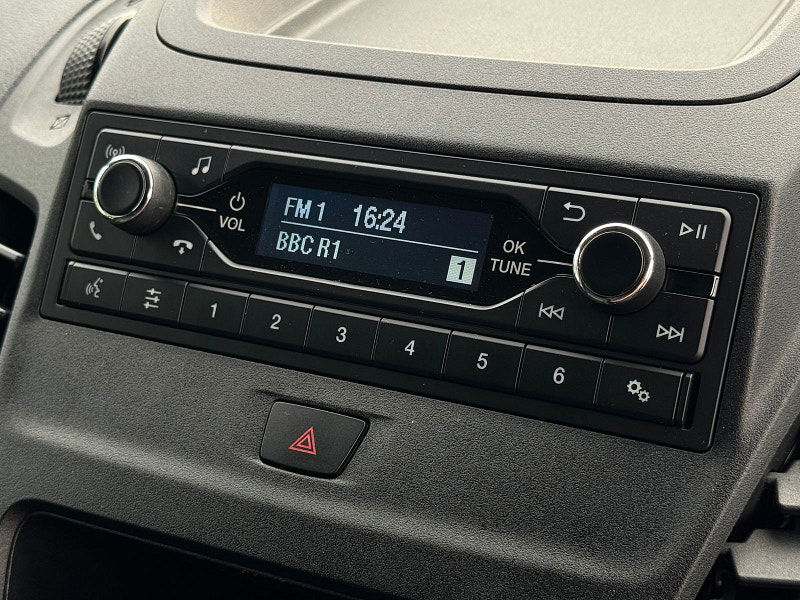 FM 1 16:24
BBC R1
1
VOL
OK
TUNE
1 2 3 4 5 6